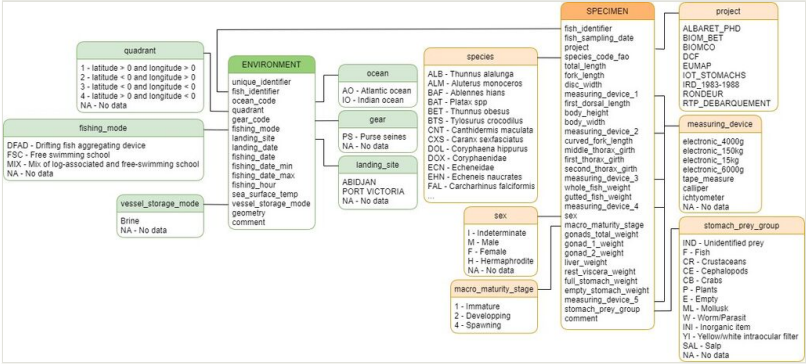 quadrant
1 - latitude > 0 and longitude > 0
2 - latitude < 0 and longitude > 0
3 - latitude < 0 and longitude < 0
4 - latitude > 0 and longitude < 0
NA - No data
fishing_mode
DFAD - Drifting fish aggregating device
FSC - Free swimming school
MIX - Mix of log-associated and free-swimming school
NA - No data
vessel_storage_mode
Brine
NA - No data
ENVIRONMENT
unique_identifier
fish_identifier
ocean_code
quadrant
gear_code
fishing_mode
landing_site
landing_date
fishing_date
fishing_date_min
fishing_date_max
fishing_hour
sea_surface_temp
vessel_storage_mode
geometry
comment
ocean
AO - Atlantic ocean
IO - Indian ocean
gear
PS - Purse seines
NA - No data
landing_site
ABIDJAN
PORT VICTORIA
NA - No data
species
ALB - Thunnus alalunga
ALM - Aluterus monoceros
BAF - Ablennes hians
BAT - Platax spp
BET - Thunnus obesus
BTS - Tylosurus crocodilus
CNT - Canthidermis maculata
CXS - Caranx sexfasciatus
DOL - Coryphaena hippurus
DOX - Coryphaenidae
ECN - Echeneidae
EHN - Echeneis naucrates
FAL - Carcharhinus falciformis
...
sex
I - Indeterminate
M - Male
F - Female
H - Hermaphrodite
NA - No data
macro_maturity_stage
1 - Immature
2 - Developping
4 - Spawning
SPECIMEN
fish_identifier
fish_sampling_date
project
species_code_fao
total_length
fork_length
disc_width
measuring_device_1
first_dorsal_length
body_height
body_width
measuring_device_2
curved_fork_length
middle_thorax_girth
first_thorax_girth
second_thorax_girth
measuring_device_3
whole_fish_weight
gutted_fish_weight
measuring_device_4
sex
macro_maturity_stage
gonads_total_weight
gonad_1_weight
gonad_2_weight
liver_weight
rest_viscera_weight
full_stomach_weight
empty_stomach_weight
measuring_device_5
stomach_prey_group
comment
project
ALBARET_PHD
BIOM_BET
BIOMCO
DCF
EUMAP
IOT_STOMACHS
IRD_1983-1988
RONDEUR
RTP_DEBARQUEMENT
measuring_device
electronic_4000g
electronic_150kg
electronic_15kg
electronic_6000g
tape_measure
calliper
ichtyometer
NA - No data
stomach_prey_group
IND - Unidentified prey
F - Fish
CR - Crustaceans
CE - Cephalopods
CB - Crabs
P - Plants
E - Empty
ML - Mollusk
W - Worm/Parasit
INI - Inorganic item
YI - Yellow/white intraocular filter
SAL - Salp
NA - No data